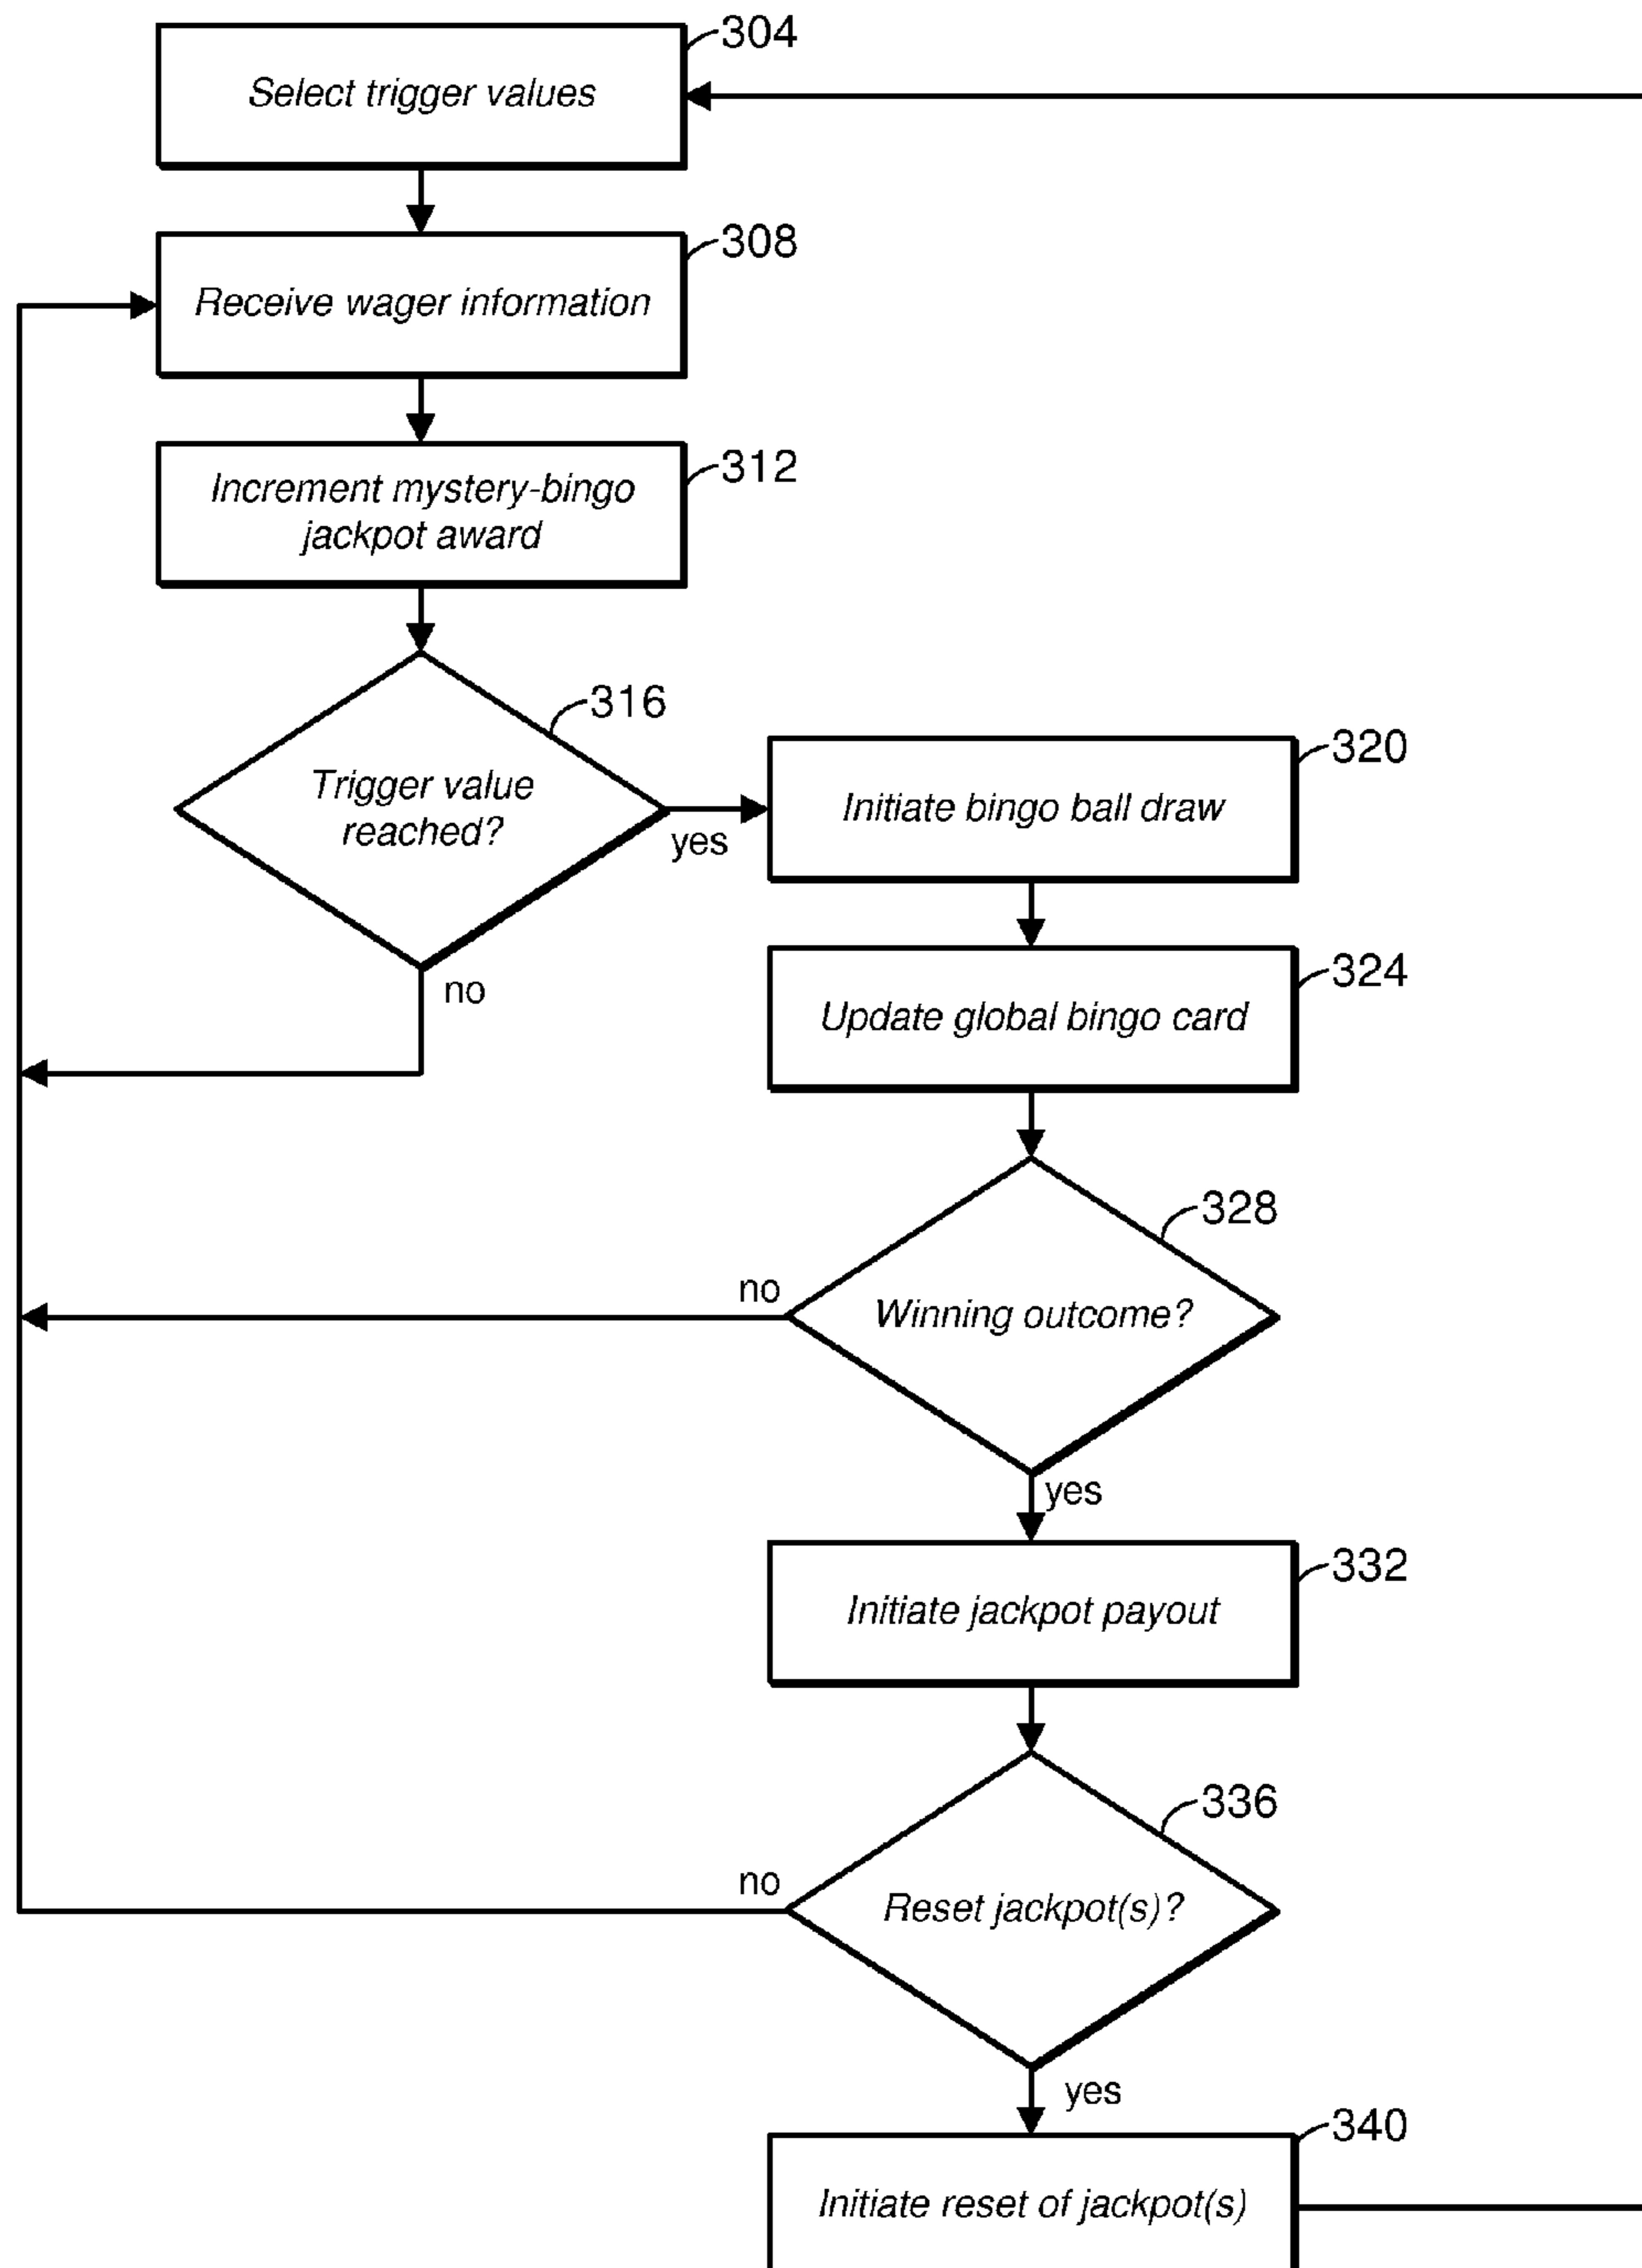 304
Select trigger values
308
Receive wager information
312
Increment mystery-bingo
jackpot award
316
Trigger value
reached?
yes
no
320
Initiate bingo ball draw
324
Update global bingo card
328
Winning outcome?
no
yes
332
Initiate jackpot payout
336
Reset jackpot(s)?
no
yes
340
Initiate reset of jackpot(s)